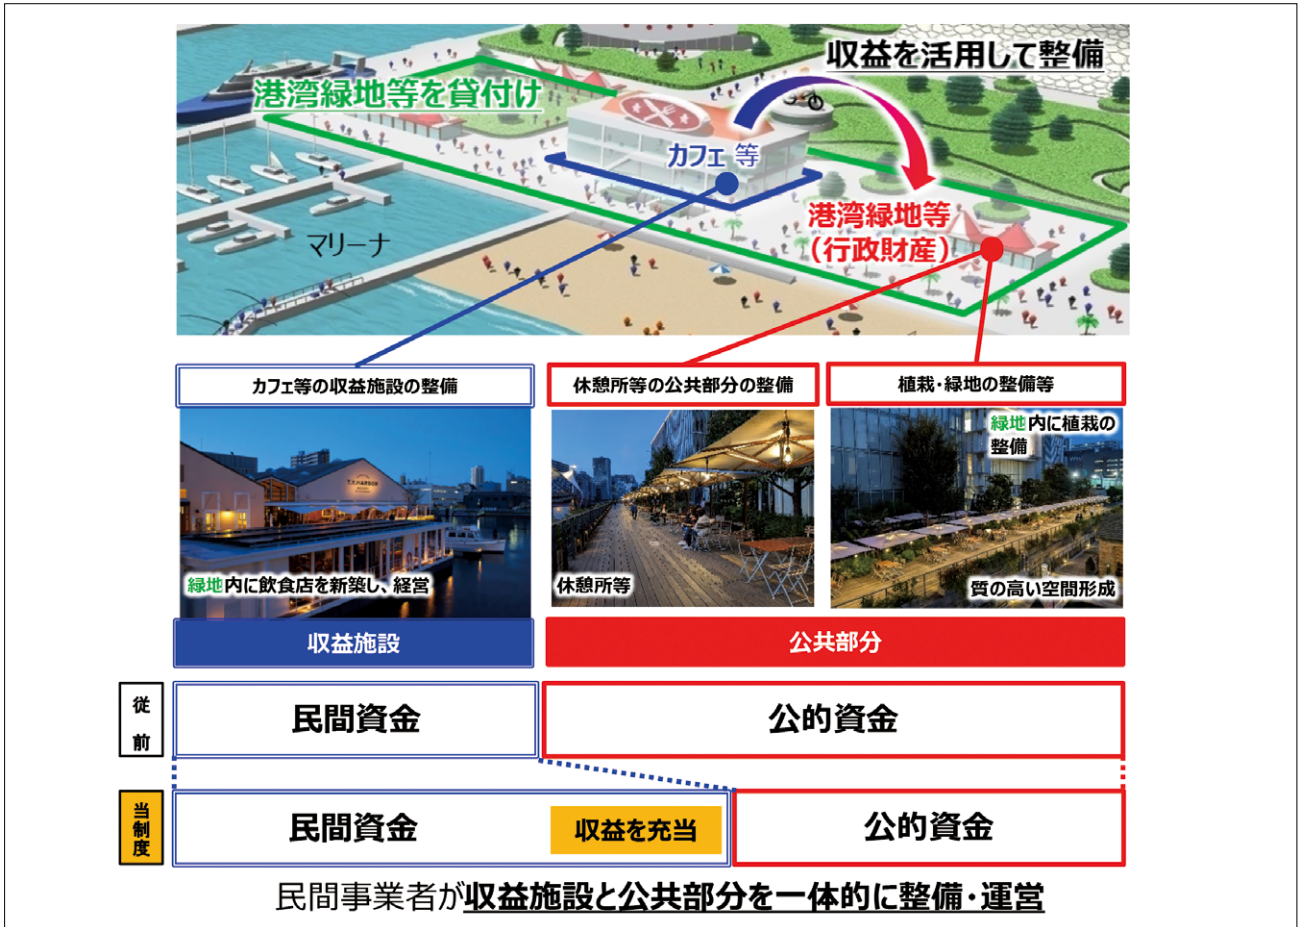 収益を活用して整備
港湾緑地等を貸付け
カフェ 等
港湾緑地等
（行政財産）
マリーナ
カフェ等の収益施設の整備
休憩所等の公共部分の整備
植栽・緑地の整備等
緑地内に植栽の
整備
T.Y.HARBOR
緑地内に飲食店を新築し、経営
休憩所等
質の高い空間形成
収益施設
公共部分
従前
民間資金
公的資金
当制度
民間資金
収益を充当
公的資金
民間事業者が収益施設と公共部分を一体的に整備・運営